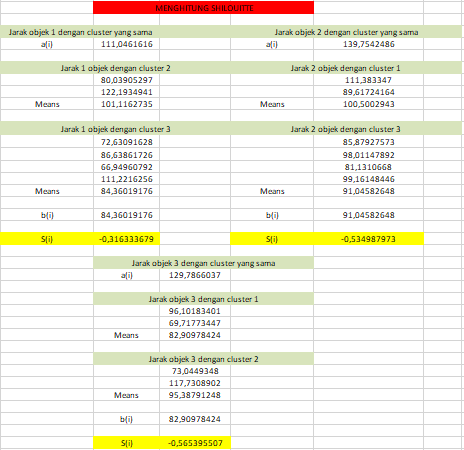 MENGHITUNG SHILOUITTE
Jarak objek 1 dengan cluster yang sama
a(i) 111,0461616
Jarak objek 2 dengan cluster yang sama
a(i) 139,7542486
Jarak 1 objek dengan cluster 2
80,03905297
122,1934941
Means 101,1162735
Jarak 2 objek dengan cluster 1
111,383347
89,61724164
Means 100,5002943
Jarak 1 objek dengan cluster 3
72,63091628
86,63861726
66,94960792
111,2216256
Means 84,36019176
b(i) 84,36019176
S(i) -0,316333679
Jarak 2 objek dengan cluster 3
85,87927573
98,01147892
81,1310668
99,16148446
Means 91,04582648
b(i) 91,04582648
S(i) -0,534987973
Jarak objek 3 dengan cluster yang sama
a(i) 129,7866037
Jarak objek 3 dengan cluster 1
96,10183401
69,71773447
Means 82,90978424
Jarak objek 3 dengan cluster 2
73,0449348
117,7308902
Means 95,38791248
b(i) 82,90978424
S(i) -0,565395507